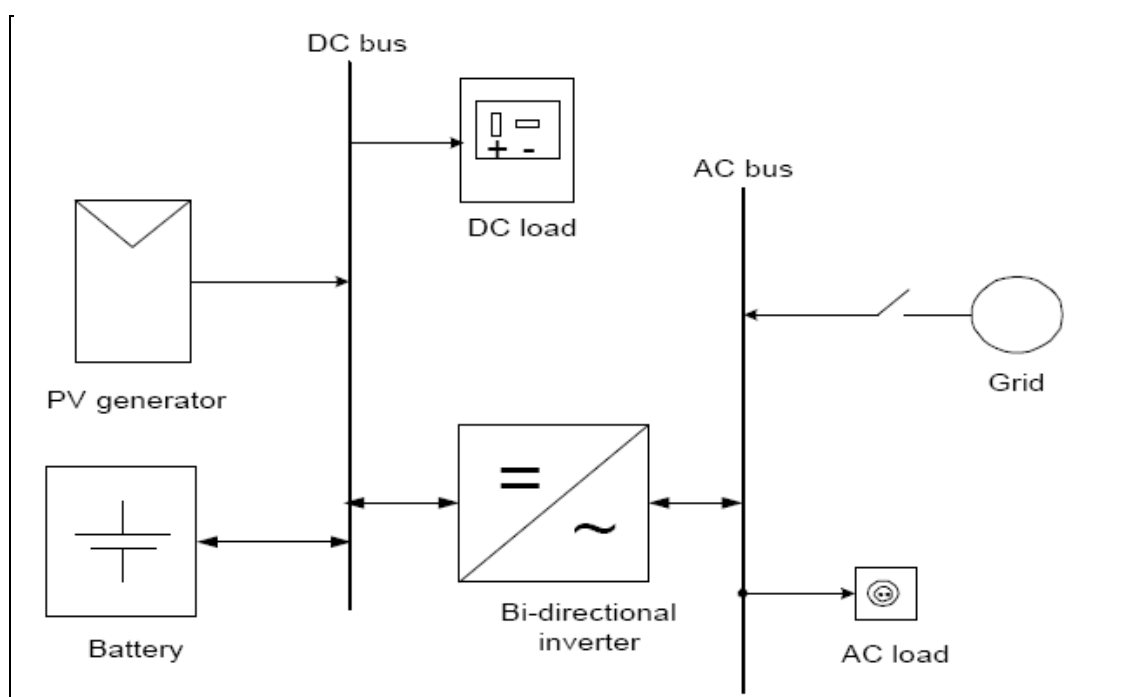 DC bus
+ -
DC load
AC bus
PV generator
Grid
=
~
Bi-directional
inverter
Battery
AC load